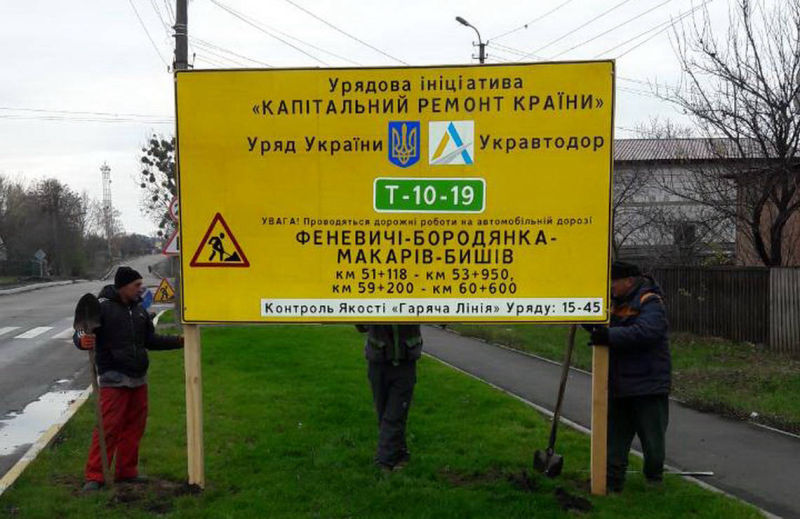 Урядова ініціатива
«КАПІТАЛЬНИЙ РЕМОНТ КРАЇНИ»
Уряд України Укравтодор
Т-10-19
УВАГА! Проводяться дорожні роботи на автомобільній дорозі
ФЕНЕВИЧІ-БОРОДЯНКА-
МАКАРІВ-БИШІВ
км 51+118 - км 53+950,
км 59+200 - км 60+600
Контроль Якості «Гаряча Лінія» Уряду: 15-45